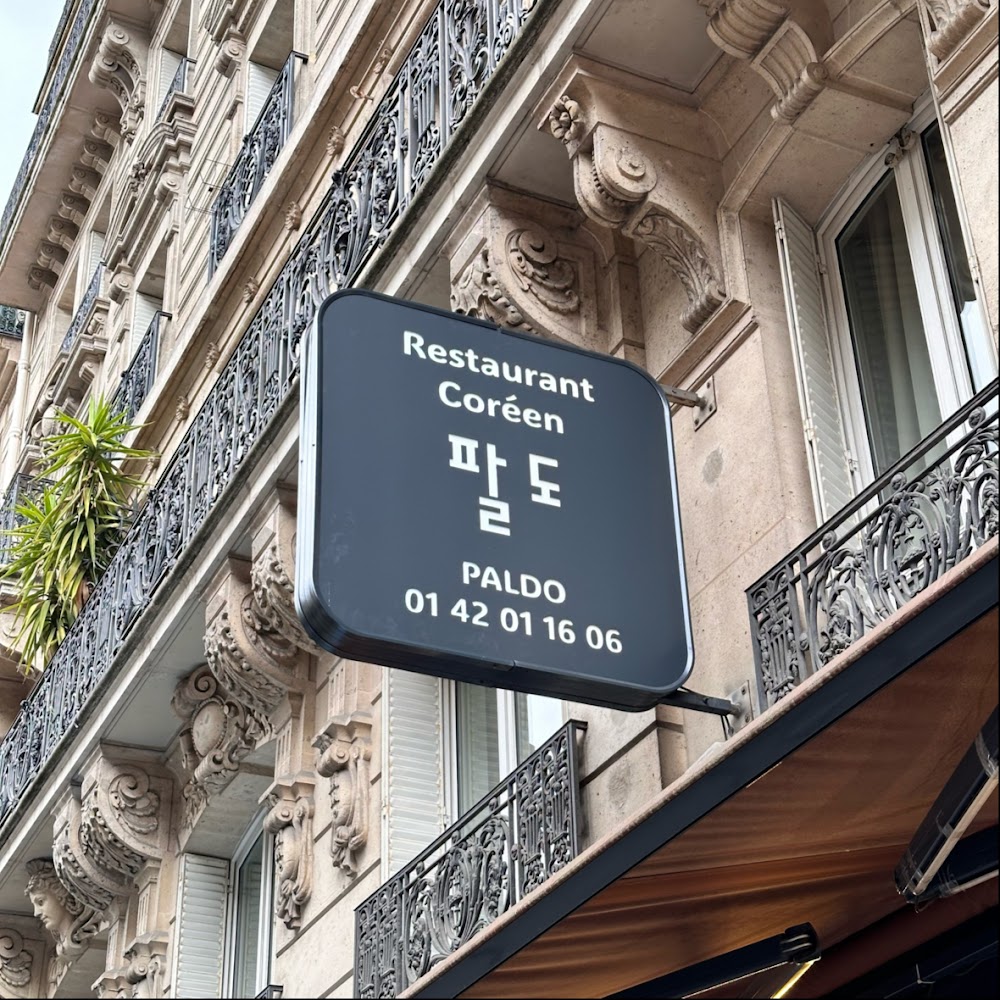 Restaurant
Coréen
팔도
PALDO
01 42 01 16 06